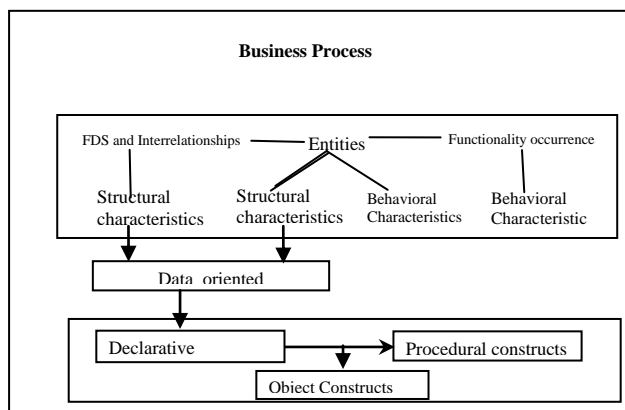 Business Process
FDS and Interrelationships
Entities
Functionality occurrence
Structural
characteristics
Structural
characteristics
Behavioral
Characteristics
Behavioral
Characteristic
Data oriented
Declarative
Procedural constructs
Object Constructs